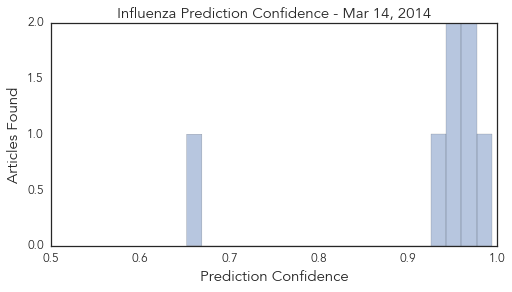 Influenza Prediction Confidence - Mar 14, 2014
2.0
1.5
1.0
0.5
0.0
Articles Found
0.5 0.6 0.7 0.8 0.9 1.0
Prediction Confidence